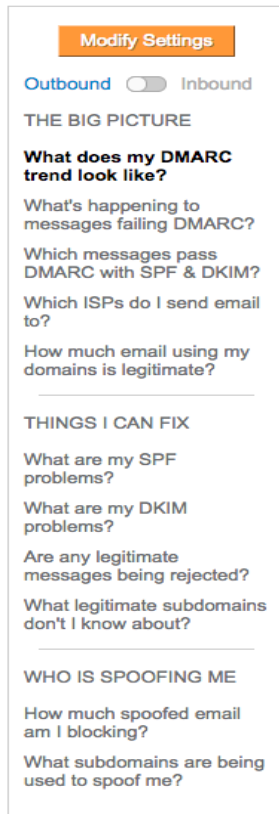 Modify Settings
Outbound Inbound
THE BIG PICTURE
What does my DMARC
trend look like?
What's happening to
messages failing DMARC?
Which messages pass
DMARC with SPF & DKIM?
Which ISPs do I send email
to?
How much email using my
domains is legitimate?
THINGS I CAN FIX
What are my SPF
problems?
What are my DKIM
problems?
Are any legitimate
messages being rejected?
What legitimate subdomains
don't I know about?
WHO IS SPOOFING ME
How much spoofed email
am I blocking?
What subdomains are being
used to spoof me?